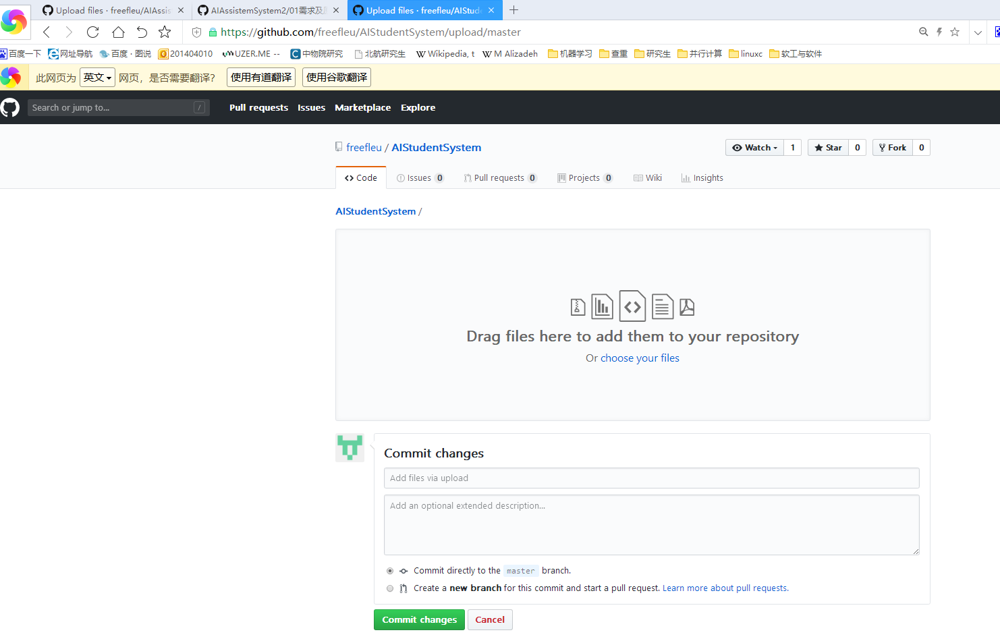 Upload files · freefleu/AIAssis
AIAssistemSystem2/01需求及
Upload files · freefleu/AIStud
https://github.com/freefleu/AIStudentSystem/upload/master
百度一下 网址导航 百度 · 图说 201404010 UZER.ME -- 中物院研究 北航研究生 Wikipedia, t M Alizadeh 机器学习 查重 研究生 并行计算 linuxc 软工与软件
此网页为 英文 网页，是否需要翻译？ 使用有道翻译 使用谷歌翻译
Search or jump to... / Pull requests Issues Marketplace Explore
freefleu / AIStudentSystem Watch 1 Star 0 Fork 0
Code Issues 0 Pull requests 0 Projects 0 Wiki Insights
AIStudentSystem /
Drag files here to add them to your repository
Or choose your files
Commit changes
Add files via upload
Add an optional extended description...
Commit directly to the master branch.
Create a new branch for this commit and start a pull request. Learn more about pull requests.
Commit changes Cancel